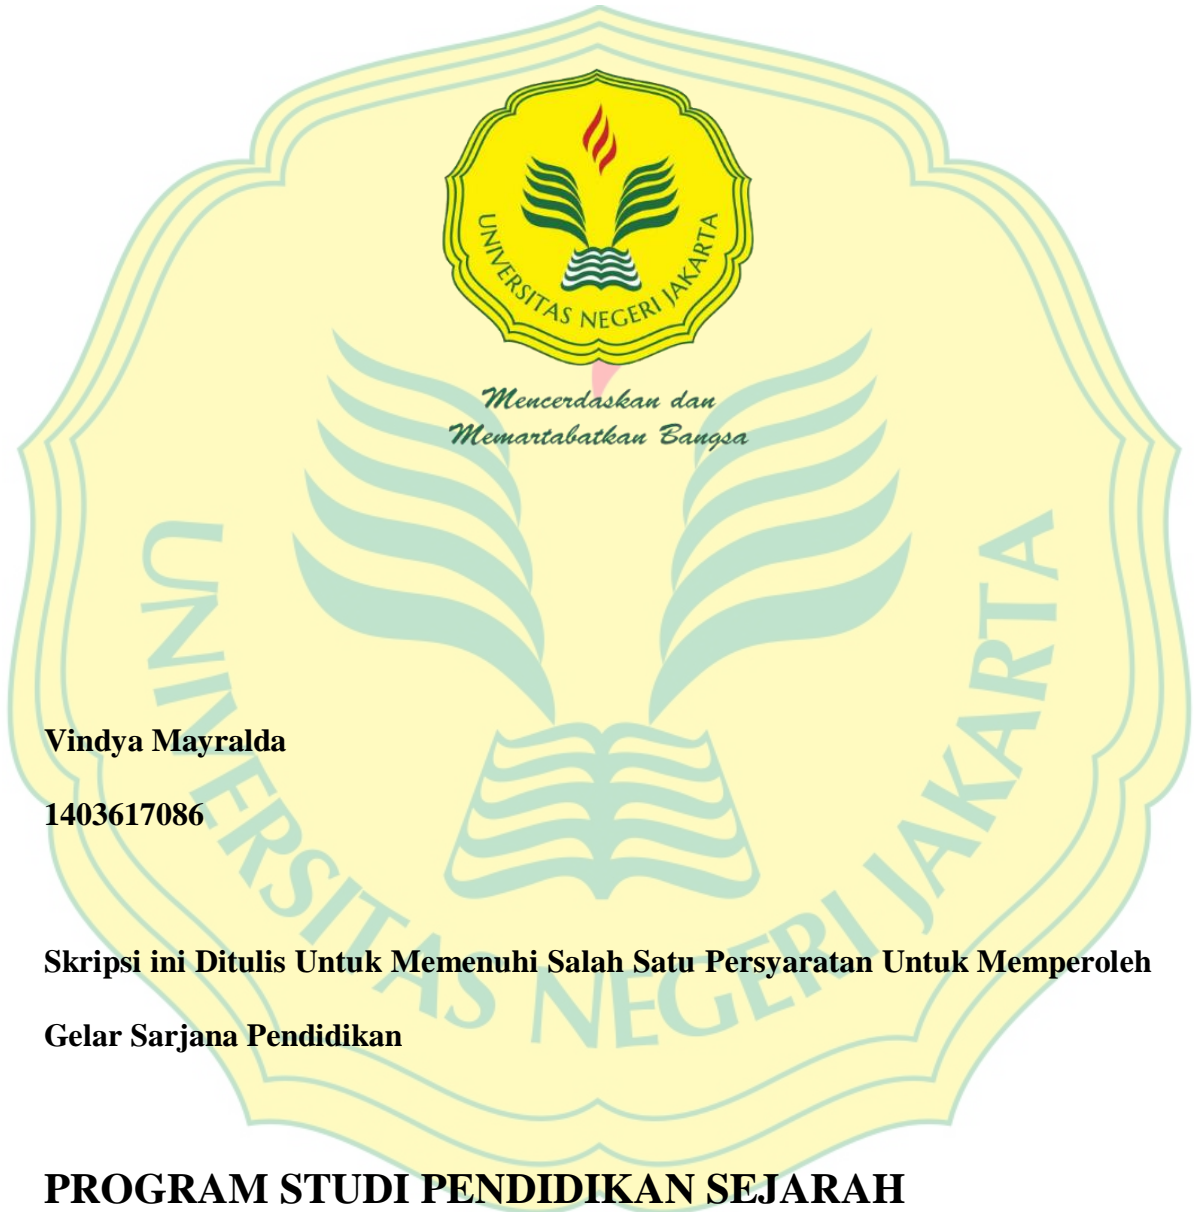 UNIVERSITAS NEGERI JAKARTA
Mencerdaskan dan
Memartabatkan Bangsa
UNIVERSITAS NEGERI JAKARTA
Vindya Mayralda
1403617086
Skripsi ini Ditulis Untuk Memenuhi Salah Satu Persyaratan Untuk Memperoleh
Gelar Sarjana Pendidikan
PROGRAM STUDI PENDIDIKAN SEJARAH